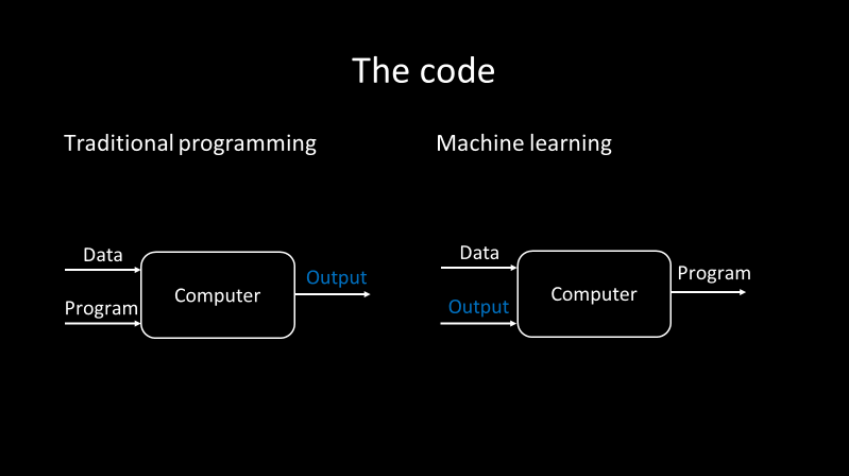 The code
Traditional programming
Machine learning
Data
Program
Computer
Output
Data
Output
Computer
Program